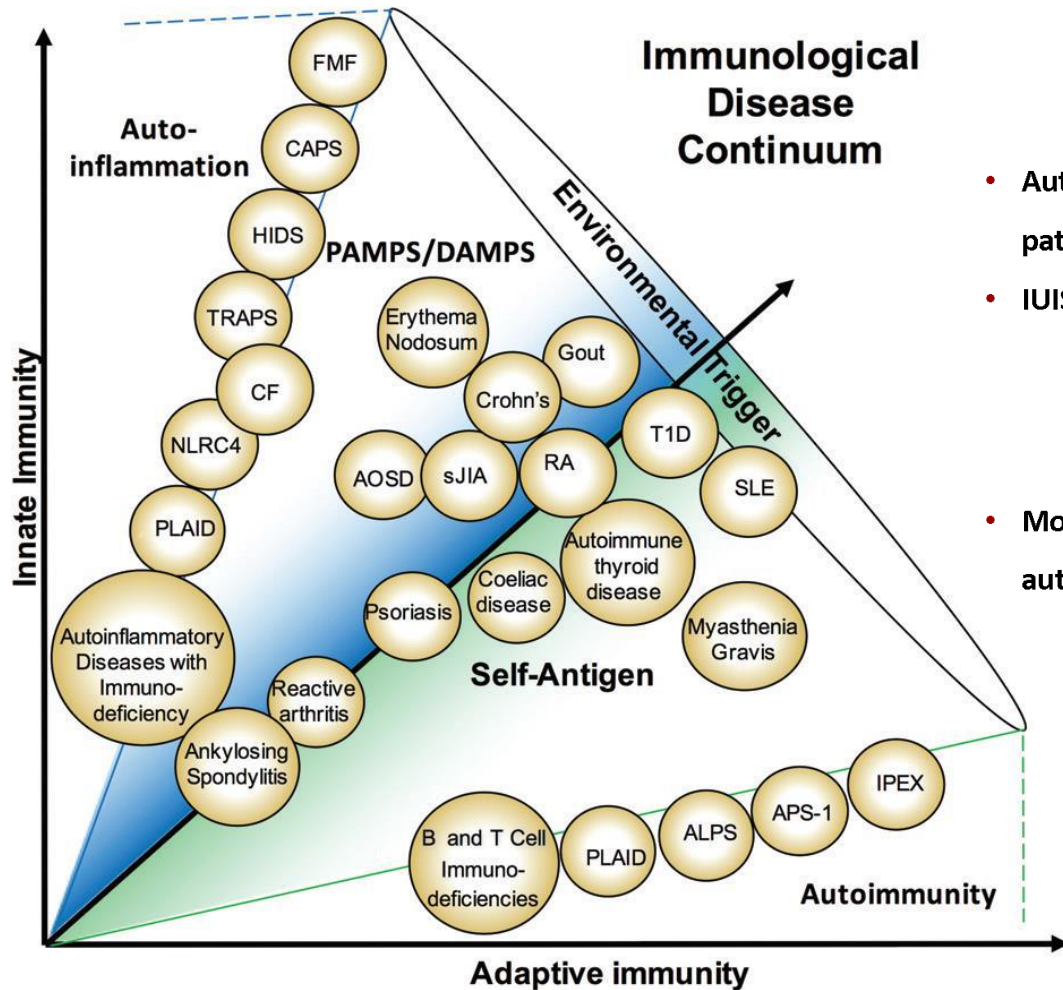 Immunological
Disease
Continuum
FMF
Auto-
inflammation
CAPS
HIDS
PAMPS/DAMPS
Environmental Trigger
TRAPS
Erythema
Nodosum
Gout
CF
Crohn's
NLRC4
T1D
AOSD
sJIA
RA
SLE
PLAID
Autoimmune
thyroid
disease
Coeliac
disease
Psoriasis
Myasthenia
Gravis
Autoinflammatory
Diseases with
Immuno-
deficiency
Self-Antigen
Reactive
arthritis
Ankylosing
Spondylitis
IPEX
APS-1
ALPS
PLAID
B and T Cell
Immuno-
deficiencies
Autoimmunity
Innate Immunity
Adaptive immunity
• Aut
pat
• IUIS
• Mo
aut